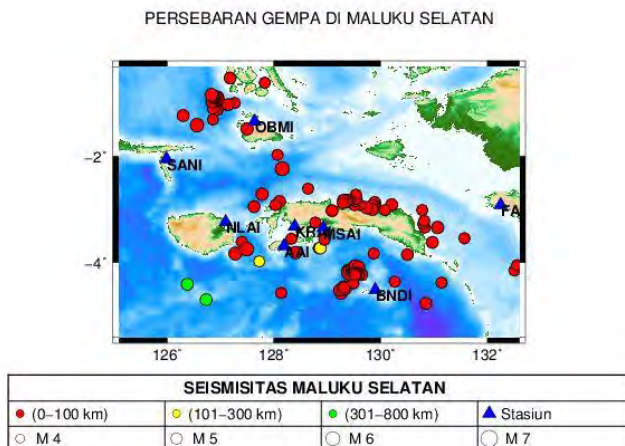 PERSEBARAN GEMPA DI MALUKU SELATAN
OBMI
−2˚
SANI
FA
NLAI
MSAI
AAI
−4˚
BNDI
126˚ 128˚ 130˚ 132˚
SEISMISITAS MALUKU SELATAN
(0−100 km) (101−300 km) (301−800 km) Stasiun
M 4 M 5 M 6 M 7